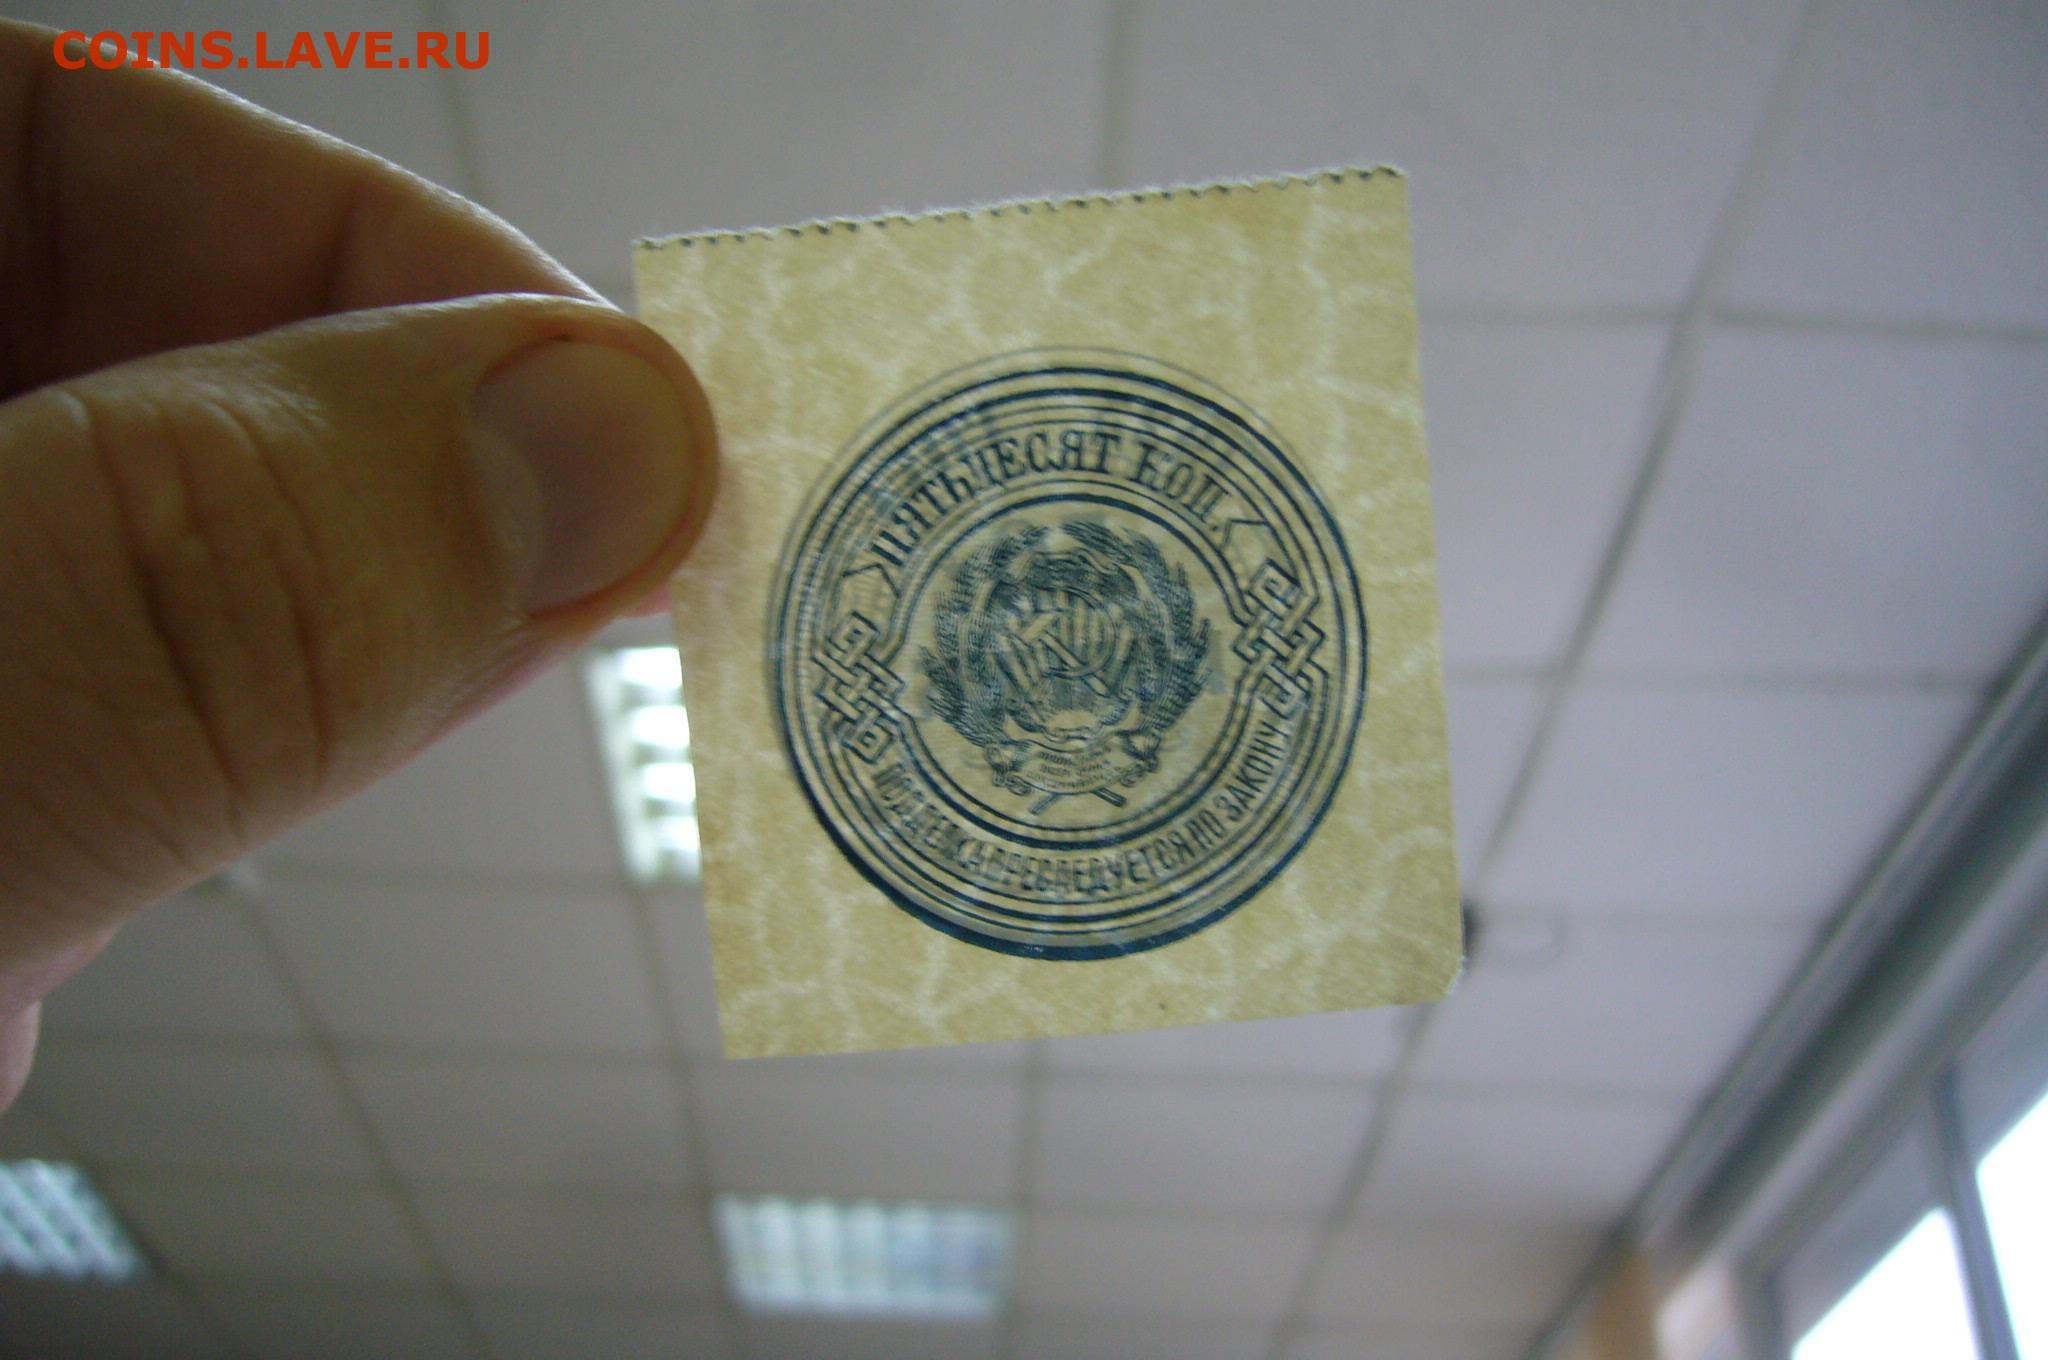 COINS.LAVE.RU
ПЯТЬДЕСЯТ КОП.
ПОДДЕЛКА ПРЕСЛЕДУЕТСЯ ПО ЗАКОНУ